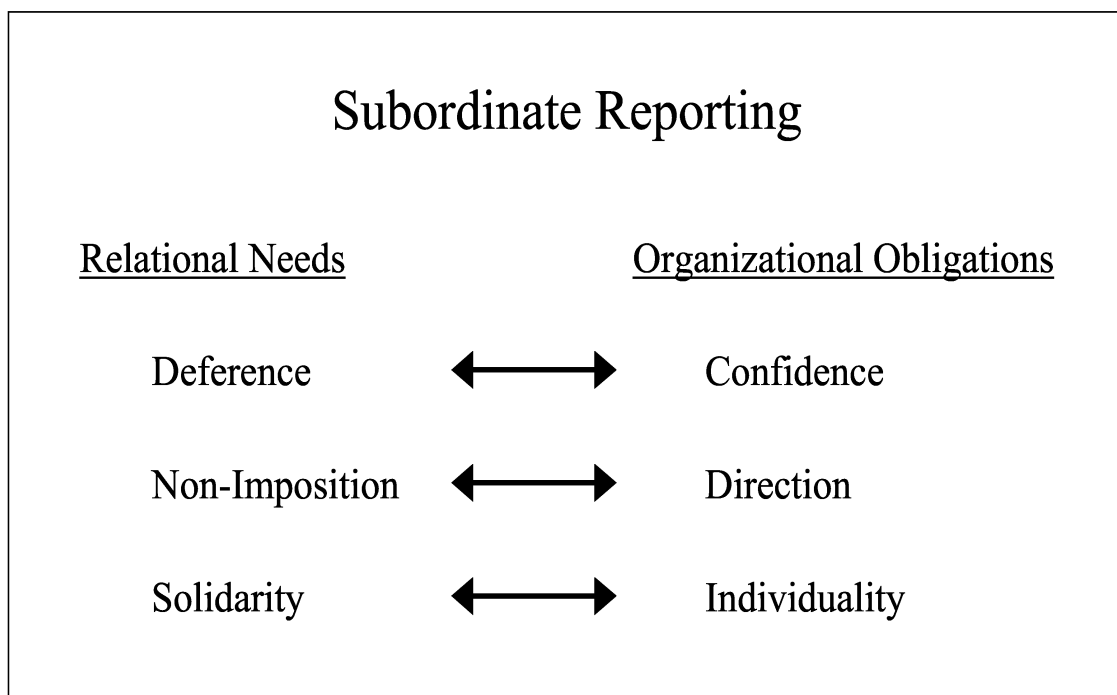 Subordinate Reporting
Relational Needs Organizational Obligations
Deference Confidence
Non-Imposition Direction
Solidarity Individuality